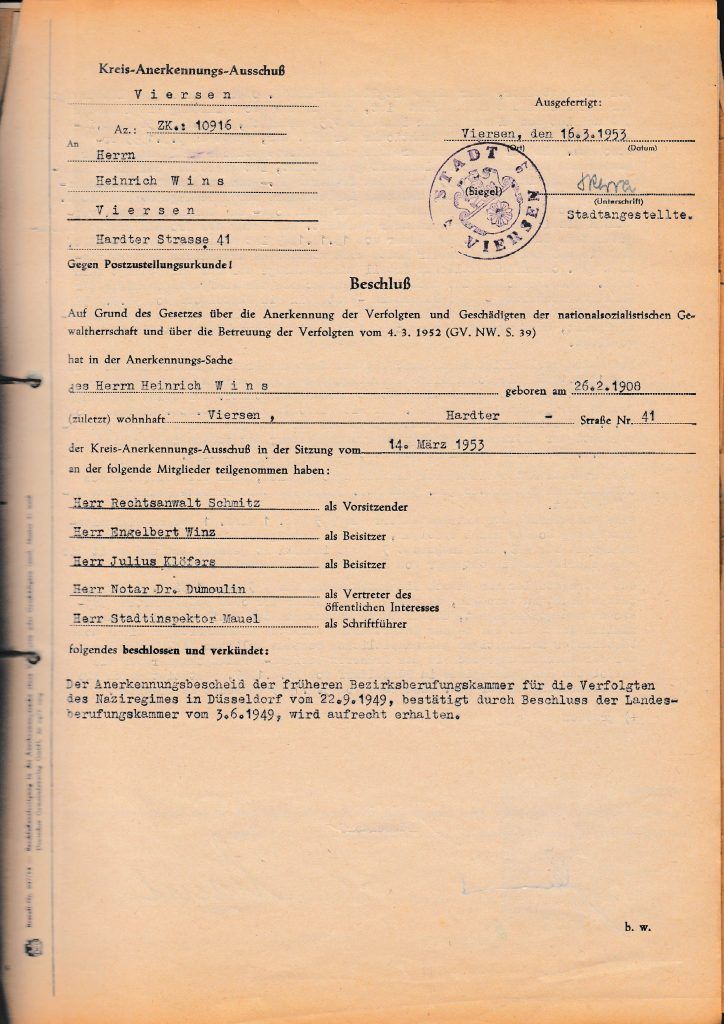 Kreis-Anerkennungs-Ausschuß
Viersen
Az.: ZK.: 10916
An
Herrn
Heinrich Wins
Viersen
Hardter Strasse 41
Gegen Postzustellungsurkunde!
Ausgefertigt:
Viersen, den 16.3.1953
(Ort) (Datum)
STADT VIERSEN
(Siegel)
(Unterschrift)
Stadtangestellte.
Beschluß
Auf Grund des Gesetzes über die Anerkennung der Verfolgten und Geschädigten der nationalsozialistischen Ge-
waltherrschaft und über die Betreuung der Verfolgten vom 4. 3. 1952 (GV. NW. S. 39)
hat in der Anerkennungs-Sache
des Herrn Heinrich Wins geboren am 26.2.1908
(zuletzt) wohnhaft Viersen, Hardter - Straße Nr. 41
der Kreis-Anerkennungs-Ausschuß in der Sitzung vom 14. März 1953
an der folgende Mitglieder teilgenommen haben:
Herr Rechtsanwalt Schmitz als Vorsitzender
Herr Engelbert Winz als Beisitzer
Herr Julius Klöfers als Beisitzer
Herr Notar Dr. Dumoulin als Vertreter des
öffentlichen Interesses
Herr Stadtinspektor Mauel als Schriftführer
folgendes beschlossen und verkündet:
Der Anerkennungsbescheid der früheren Bezirksberufungskammer für die Verfolgten
des Naziregimes in Düsseldorf vom 22.9.1949, bestätigt durch Beschluss der Landes-
berufungskammer vom 3.6.1949, wird aufrecht erhalten.
b. w.